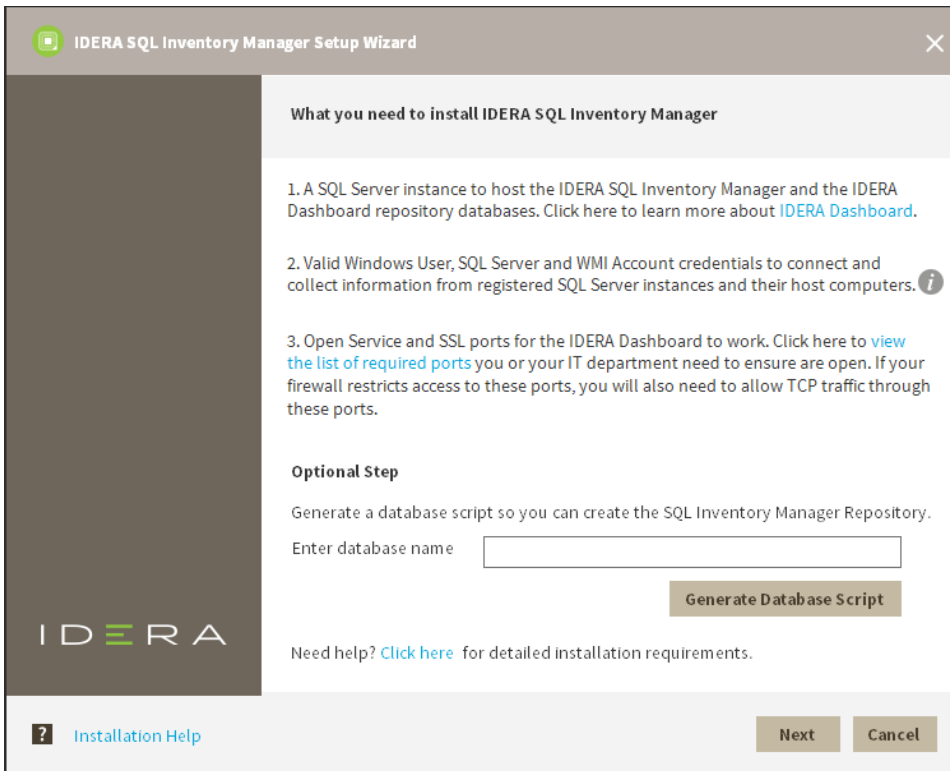 IDERA SQL Inventory Manager Setup Wizard
What you need to install IDERA SQL Inventory Manager
1. A SQL Server instance to host the IDERA SQL Inventory Manager and the IDERA
Dashboard repository databases. Click here to learn more about IDERA Dashboard.
2. Valid Windows User, SQL Server and WMI Account credentials to connect and
collect information from registered SQL Server instances and their host computers. i
3. Open Service and SSL ports for the IDERA Dashboard to work. Click here to view
the list of required ports you or your IT department need to ensure are open. If your
firewall restricts access to these ports, you will also need to allow TCP traffic through
these ports.
Optional Step
Generate a database script so you can create the SQL Inventory Manager Repository.
Enter database name
Generate Database Script
IDERA
Need help? Click here for detailed installation requirements.
? Installation Help
Next
Cancel